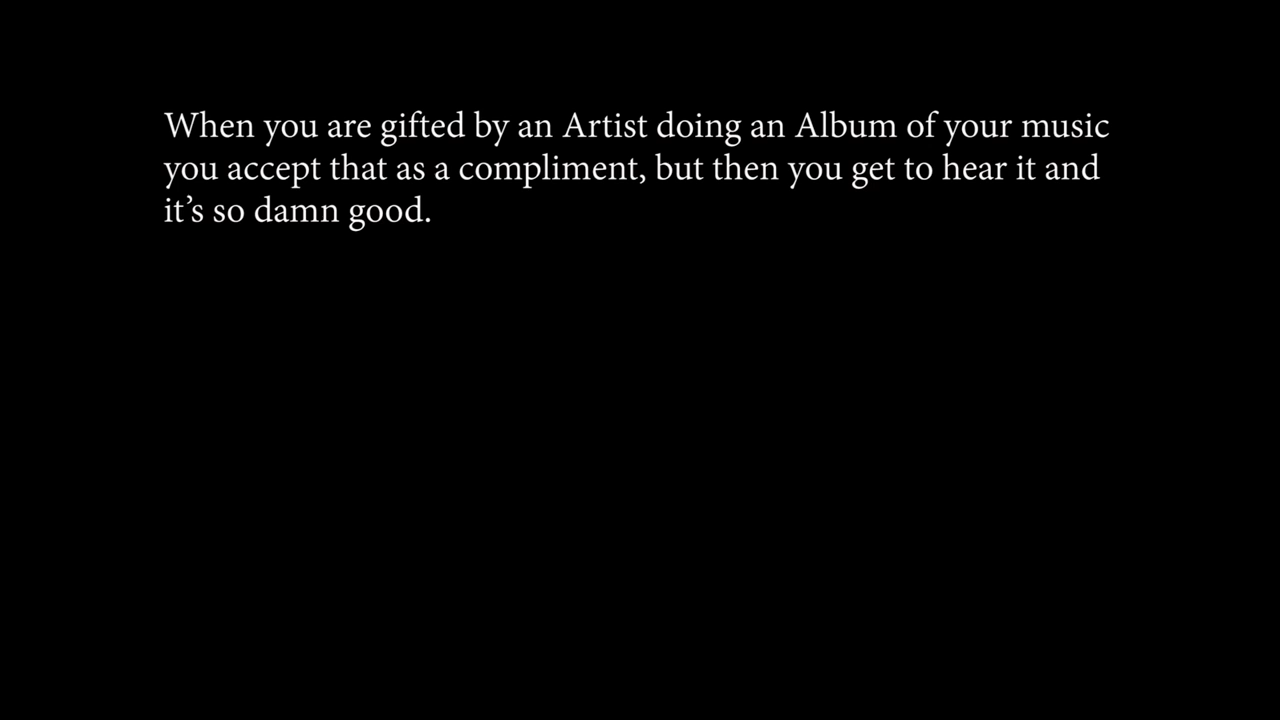 When you are gifted by an Artist doing an Album of your music
you accept that as a compliment, but then you get to hear it and
it’s so damn good.